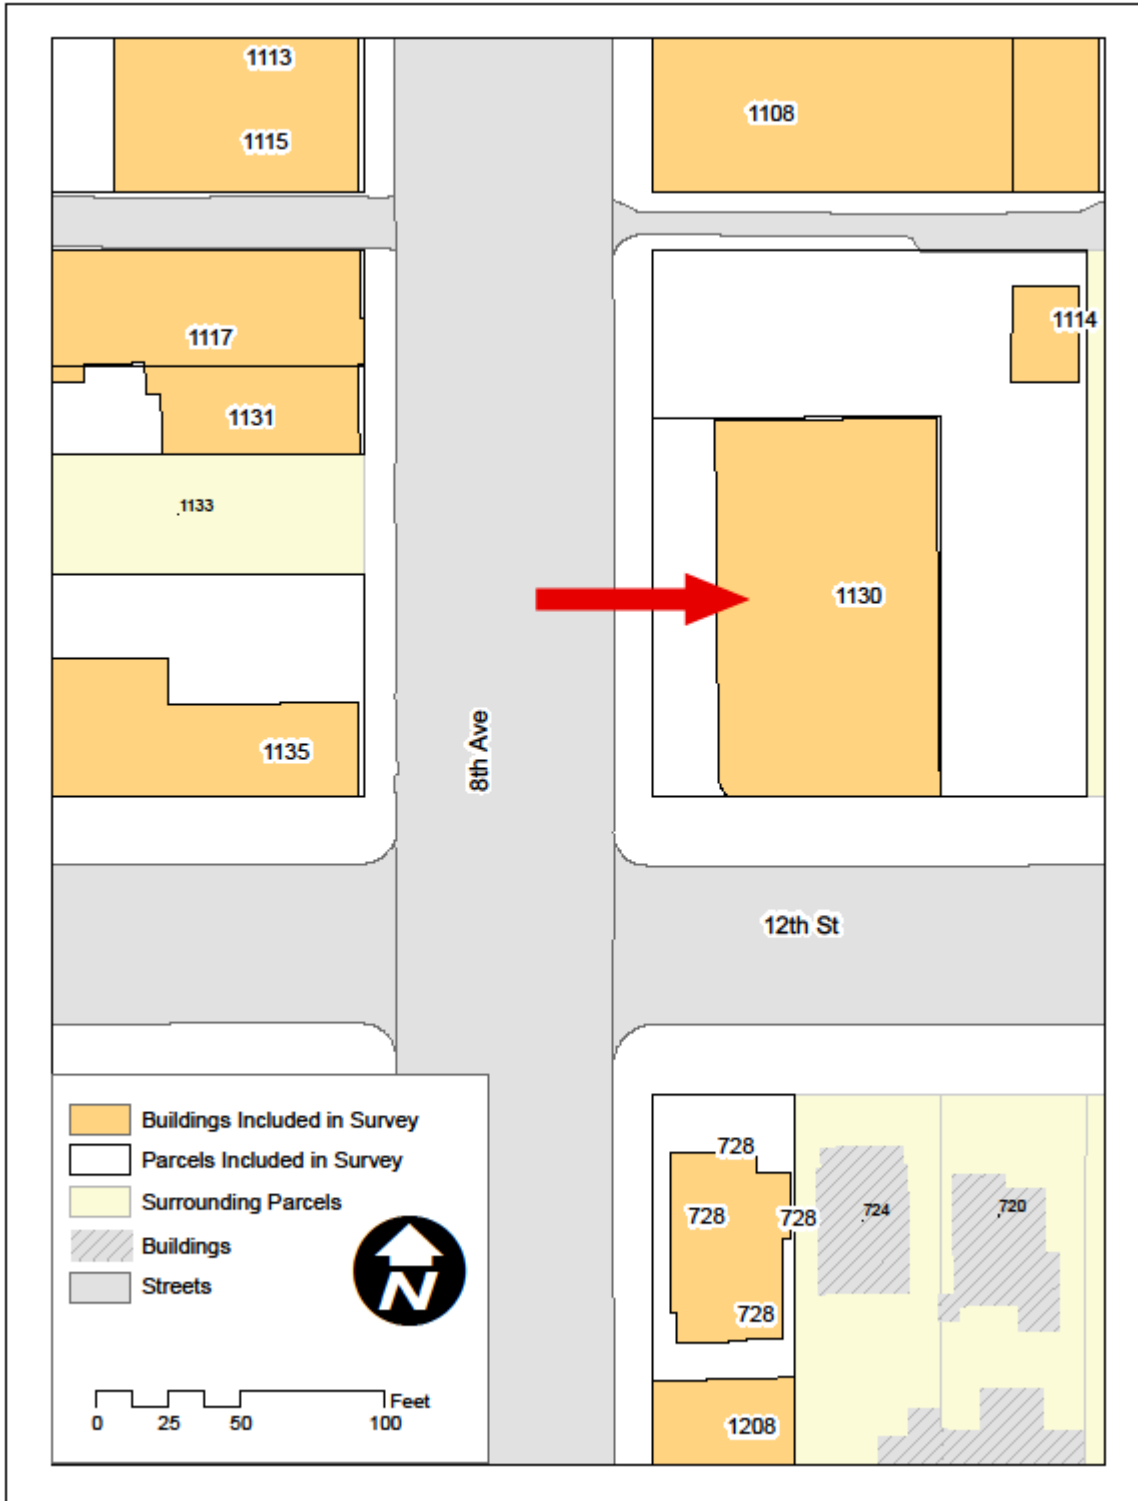 1113
1108
1115
1114
1117
1131
1133
1130
8th Ave
1135
12th St
Buildings Included in Survey
Parcels Included in Survey
Surrounding Parcels
Buildings
Streets
N
Feet
0 25 50 100
728
728
728
724
720
728
1208